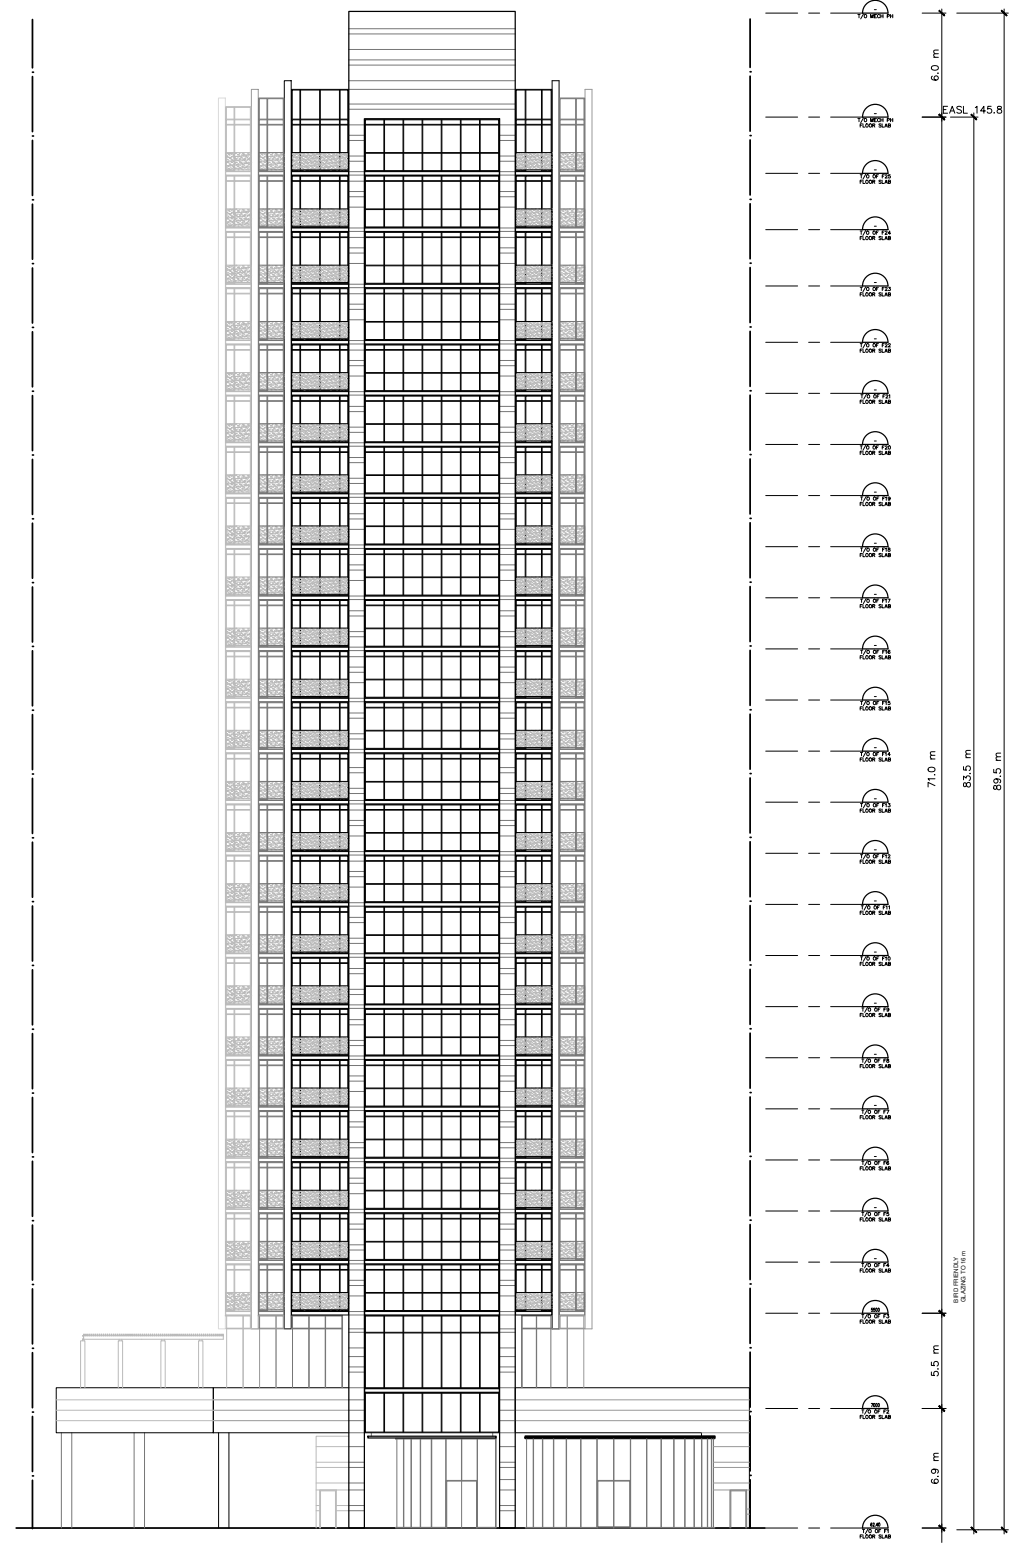 T/O MECH PH
6.0 m
EASL 145.8
T/O MECH PH
FLOOR SLAB
T/O OF F25
FLOOR SLAB
T/O OF F24
FLOOR SLAB
T/O OF F23
FLOOR SLAB
T/O OF F22
FLOOR SLAB
T/O OF F21
FLOOR SLAB
T/O OF F20
FLOOR SLAB
T/O OF F19
FLOOR SLAB
T/O OF F18
FLOOR SLAB
T/O OF F17
FLOOR SLAB
T/O OF F16
FLOOR SLAB
T/O OF F15
FLOOR SLAB
T/O OF F14
FLOOR SLAB
71.0 m
83.5 m
89.5 m
T/O OF F13
FLOOR SLAB
T/O OF F12
FLOOR SLAB
T/O OF F11
FLOOR SLAB
T/O OF F10
FLOOR SLAB
T/O OF F9
FLOOR SLAB
T/O OF F8
FLOOR SLAB
T/O OF F7
FLOOR SLAB
T/O OF F6
FLOOR SLAB
T/O OF F5
FLOOR SLAB
T/O OF F4
FLOOR SLAB
BIRD FRIENDLY
GLAZING TO 16 m
5500
T/O OF F3
FLOOR SLAB
5.5 m
T/O OF F2
FLOOR SLAB
6.9 m
62.40
T/O OF F1
FLOOR SLAB